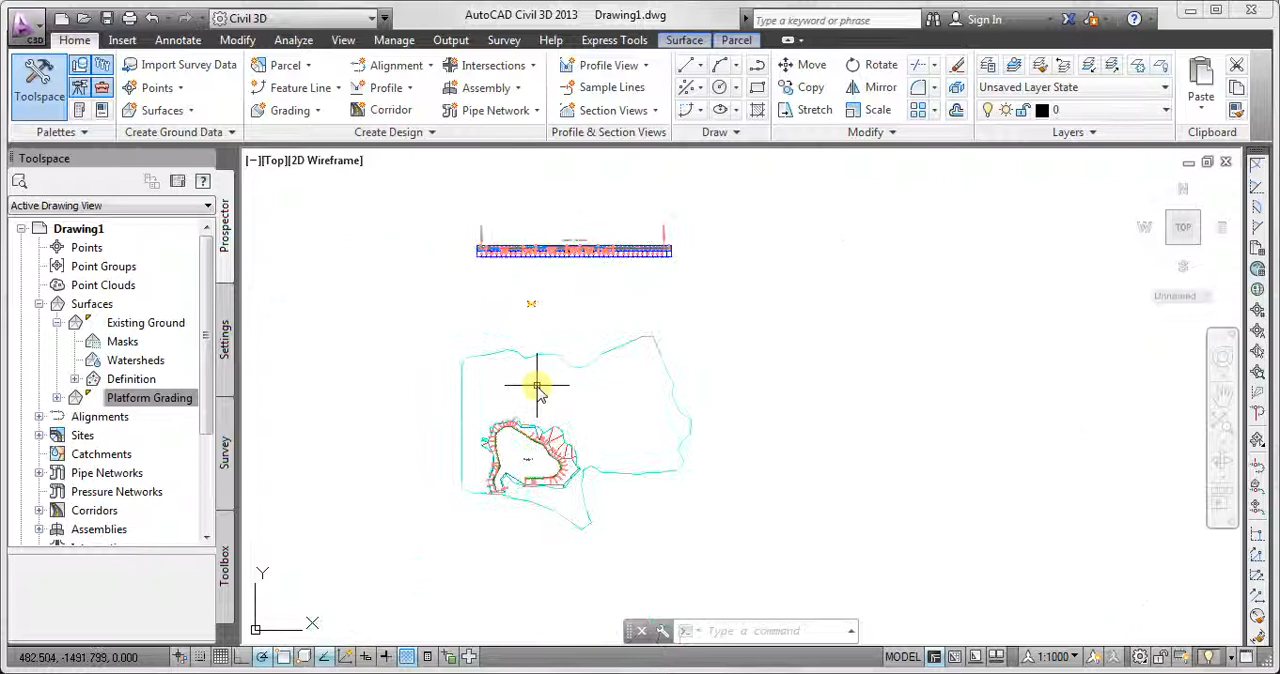 Civil 3D
AutoCAD Civil 3D 2013 Drawing1.dwg
Type a keyword or phrase
Sign In
C3D
Home Insert Annotate Modify Analyze View Manage Output Survey Help Express Tools Surface Parcel
Toolspace
Import Survey Data
Points
Surfaces
Parcel
Feature Line
Grading
Alignment
Profile
Corridor
Intersections
Assembly
Pipe Network
Profile View
Sample Lines
Section Views
Move
Copy
Stretch
Rotate
Mirror
Scale
Unsaved Layer State
0
Paste
Palettes
Create Ground Data
Create Design
Profile & Section Views
Draw
Modify
Layers
Clipboard
Toolspace
Active Drawing View
Drawing1
Points
Point Groups
Point Clouds
Surfaces
Existing Ground
Masks
Watersheds
Definition
Platform Grading
Alignments
Sites
Catchments
Pipe Networks
Pressure Networks
Corridors
Assemblies
Prospector
Settings
Survey
Toolbox
[−][Top][2D Wireframe]
N
W
TOP
S
Unnamed
Y
X
Type a command
482.504, -1491.799, 0.000
MODEL
1:1000